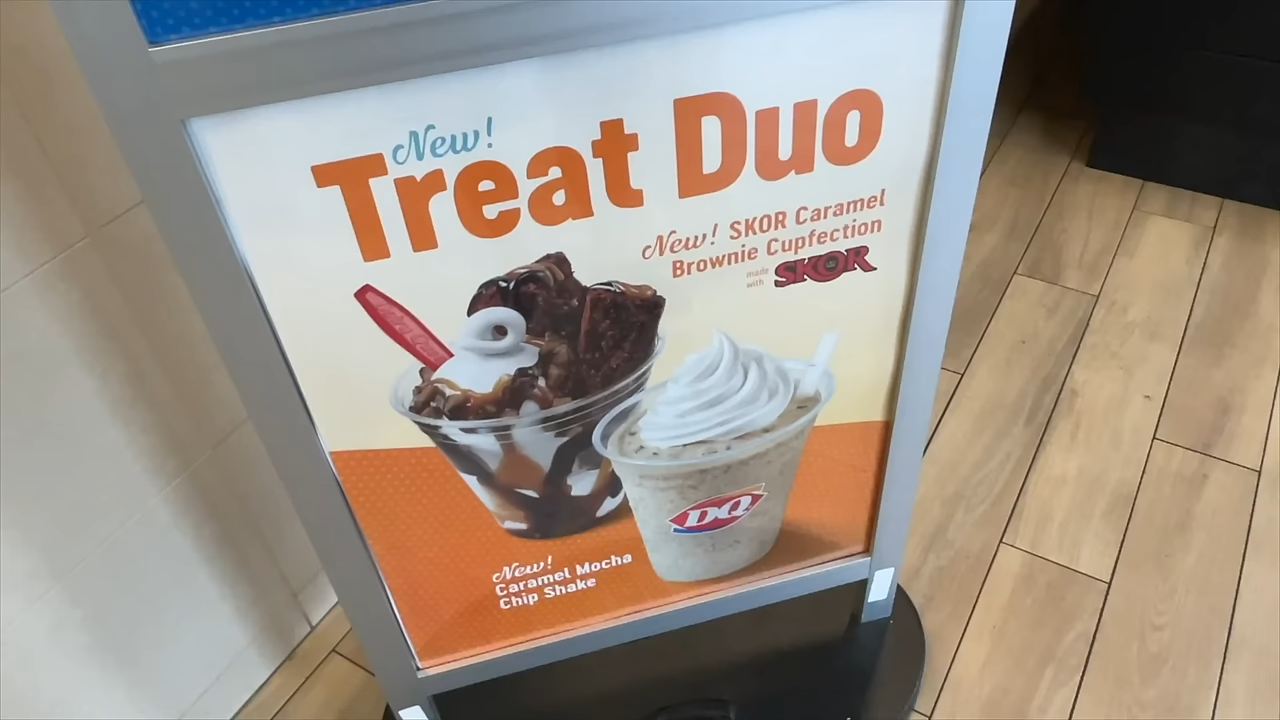 New!
Treat Duo
New! SKOR Caramel
Brownie Cupfection
made
with
SKOR
DQ
New!
Caramel Mocha
Chip Shake